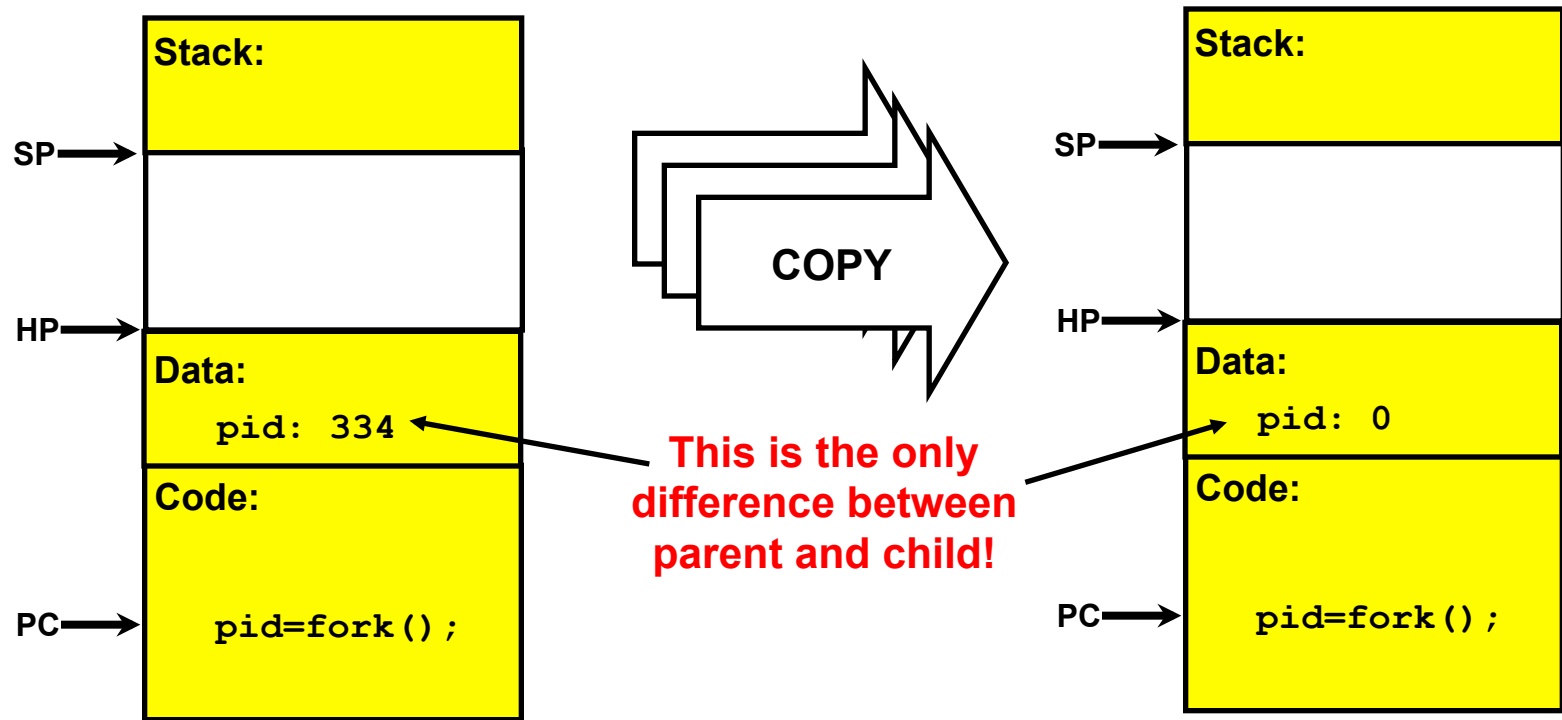 Stack:
SP
HP
Data:
pid: 334
Code:
PC
pid=fork();
COPY
This is the only
difference between
parent and child!
Stack:
SP
HP
Data:
pid: 0
Code:
PC
pid=fork();